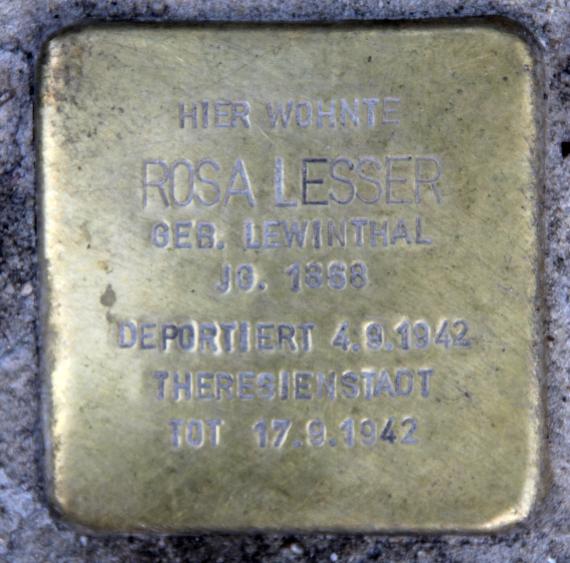 HIER WOHNTE
ROSA LESSER
GEB. LEWINTHAL
JG. 1868
DEPORTIERT 4.9.1942
THERESIENSTADT
TOT 17.9.1942